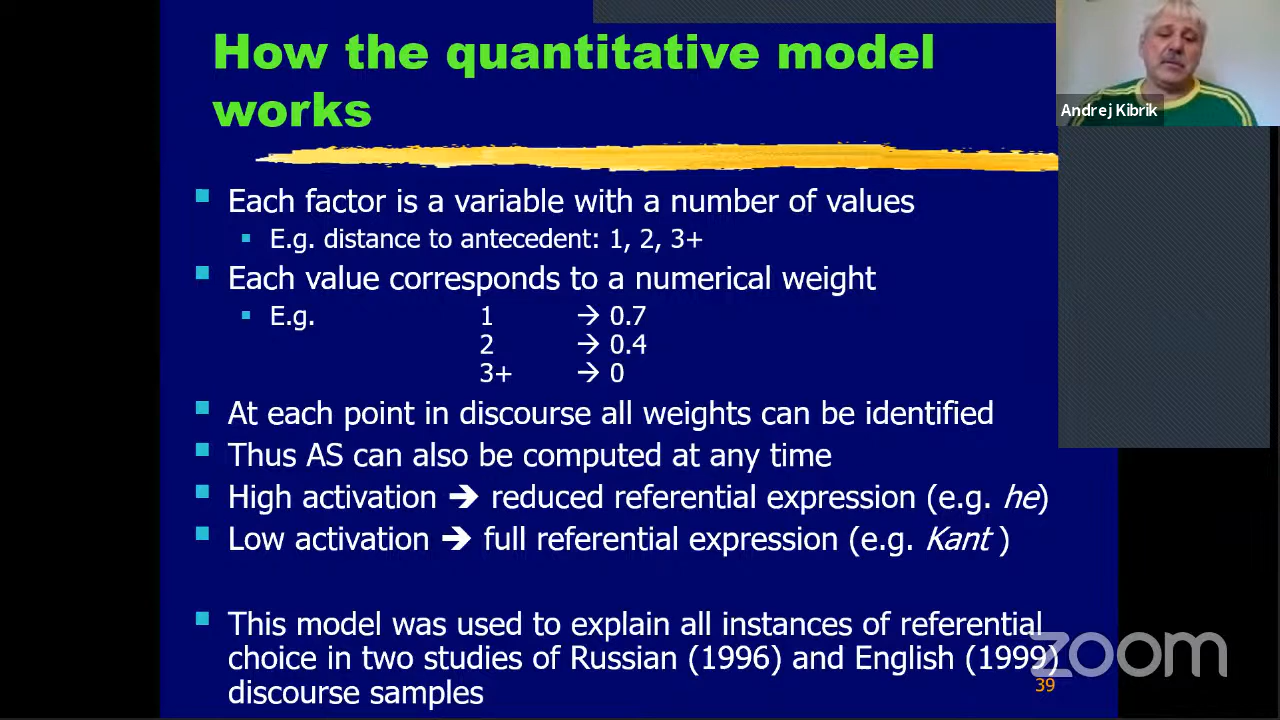 How the quantitative model
works
Andrej Kibrik
Each factor is a variable with a number of values
E.g. distance to antecedent: 1, 2, 3+
Each value corresponds to a numerical weight
E.g. 1 → 0.7
2 → 0.4
3+ → 0
At each point in discourse all weights can be identified
Thus AS can also be computed at any time
High activation ➔ reduced referential expression (e.g. he)
Low activation ➔ full referential expression (e.g. Kant )
This model was used to explain all instances of referential
choice in two studies of Russian (1996) and English (1999)
discourse samples
39
zoom